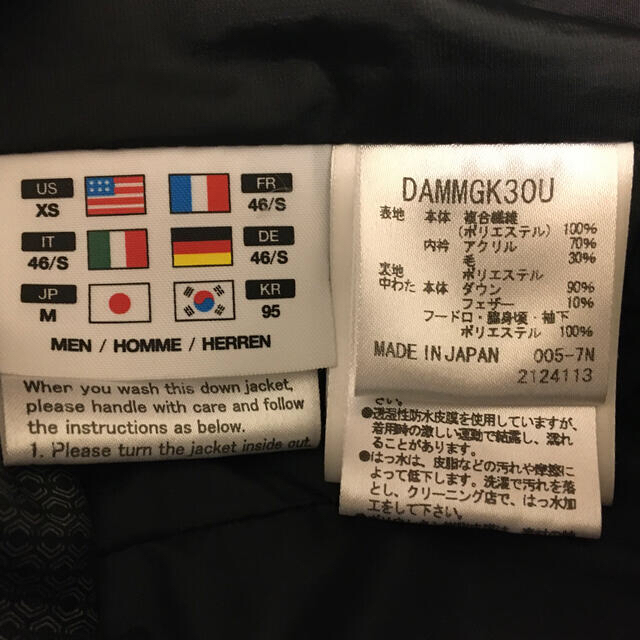 US
XS
FR
46/S
IT
46/S
DE
46/S
JP
M
KR
95
MEN / HOMME / HERREN
When you wash this down jacket,
please handle with care and follow
the instructions as below.
1. Please turn the jacket inside out.
DAMMGK30U
表地 本体 複合繊維
(ポリエステル) 100%
内衿 アクリル 70%
毛 30%
裏地 ポリエステル
中わた 本体 ダウン 90%
フェザー 10%
フードロ・脇身頃・袖下
ポリエステル 100%
MADE IN JAPAN 005-7N
2124113
さい。
●透湿性防水皮膜を使用していますが、
着用時の激しい運動で結露し、濡れ
ることがあります。
●はっ水は、皮脂などの汚れや摩擦に
よって低下します。洗濯で汚れを落
とし、クリーニング店で、はっ水加
工をして下さい。